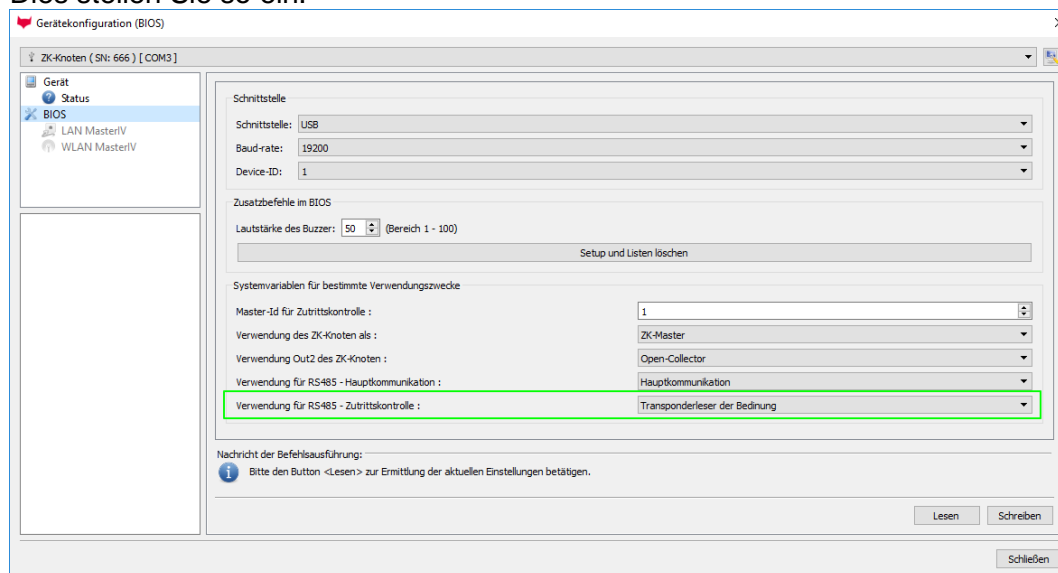 Dies stellen Sie so ein:
Gerätekonfiguration (BIOS)
ZK-Knoten ( SN: 666 ) [ COM3 ]
Gerät
Status
BIOS
LAN MasterIV
WLAN MasterIV
Schnittstelle
Schnittstelle: USB
Baud-rate: 19200
Device-ID: 1
Zusatzbefehle im BIOS
Lautstärke des Buzzer: 50 (Bereich 1 - 100)
Setup und Listen löschen
Systemvariablen für bestimmte Verwendungszwecke
Master-Id für Zutrittskontrolle : 1
Verwendung des ZK-Knoten als : ZK-Master
Verwendung Out2 des ZK-Knoten : Open-Collector
Verwendung für RS485 - Hauptkommunikation : Hauptkommunikation
Verwendung für RS485 - Zutrittskontrolle : Transponderleser der Bedinung
Nachricht der Befehlsausführung:
Bitte den Button <Lesen> zur Ermittlung der aktuellen Einstellungen betätigen.
Lesen Schreiben
Schließen